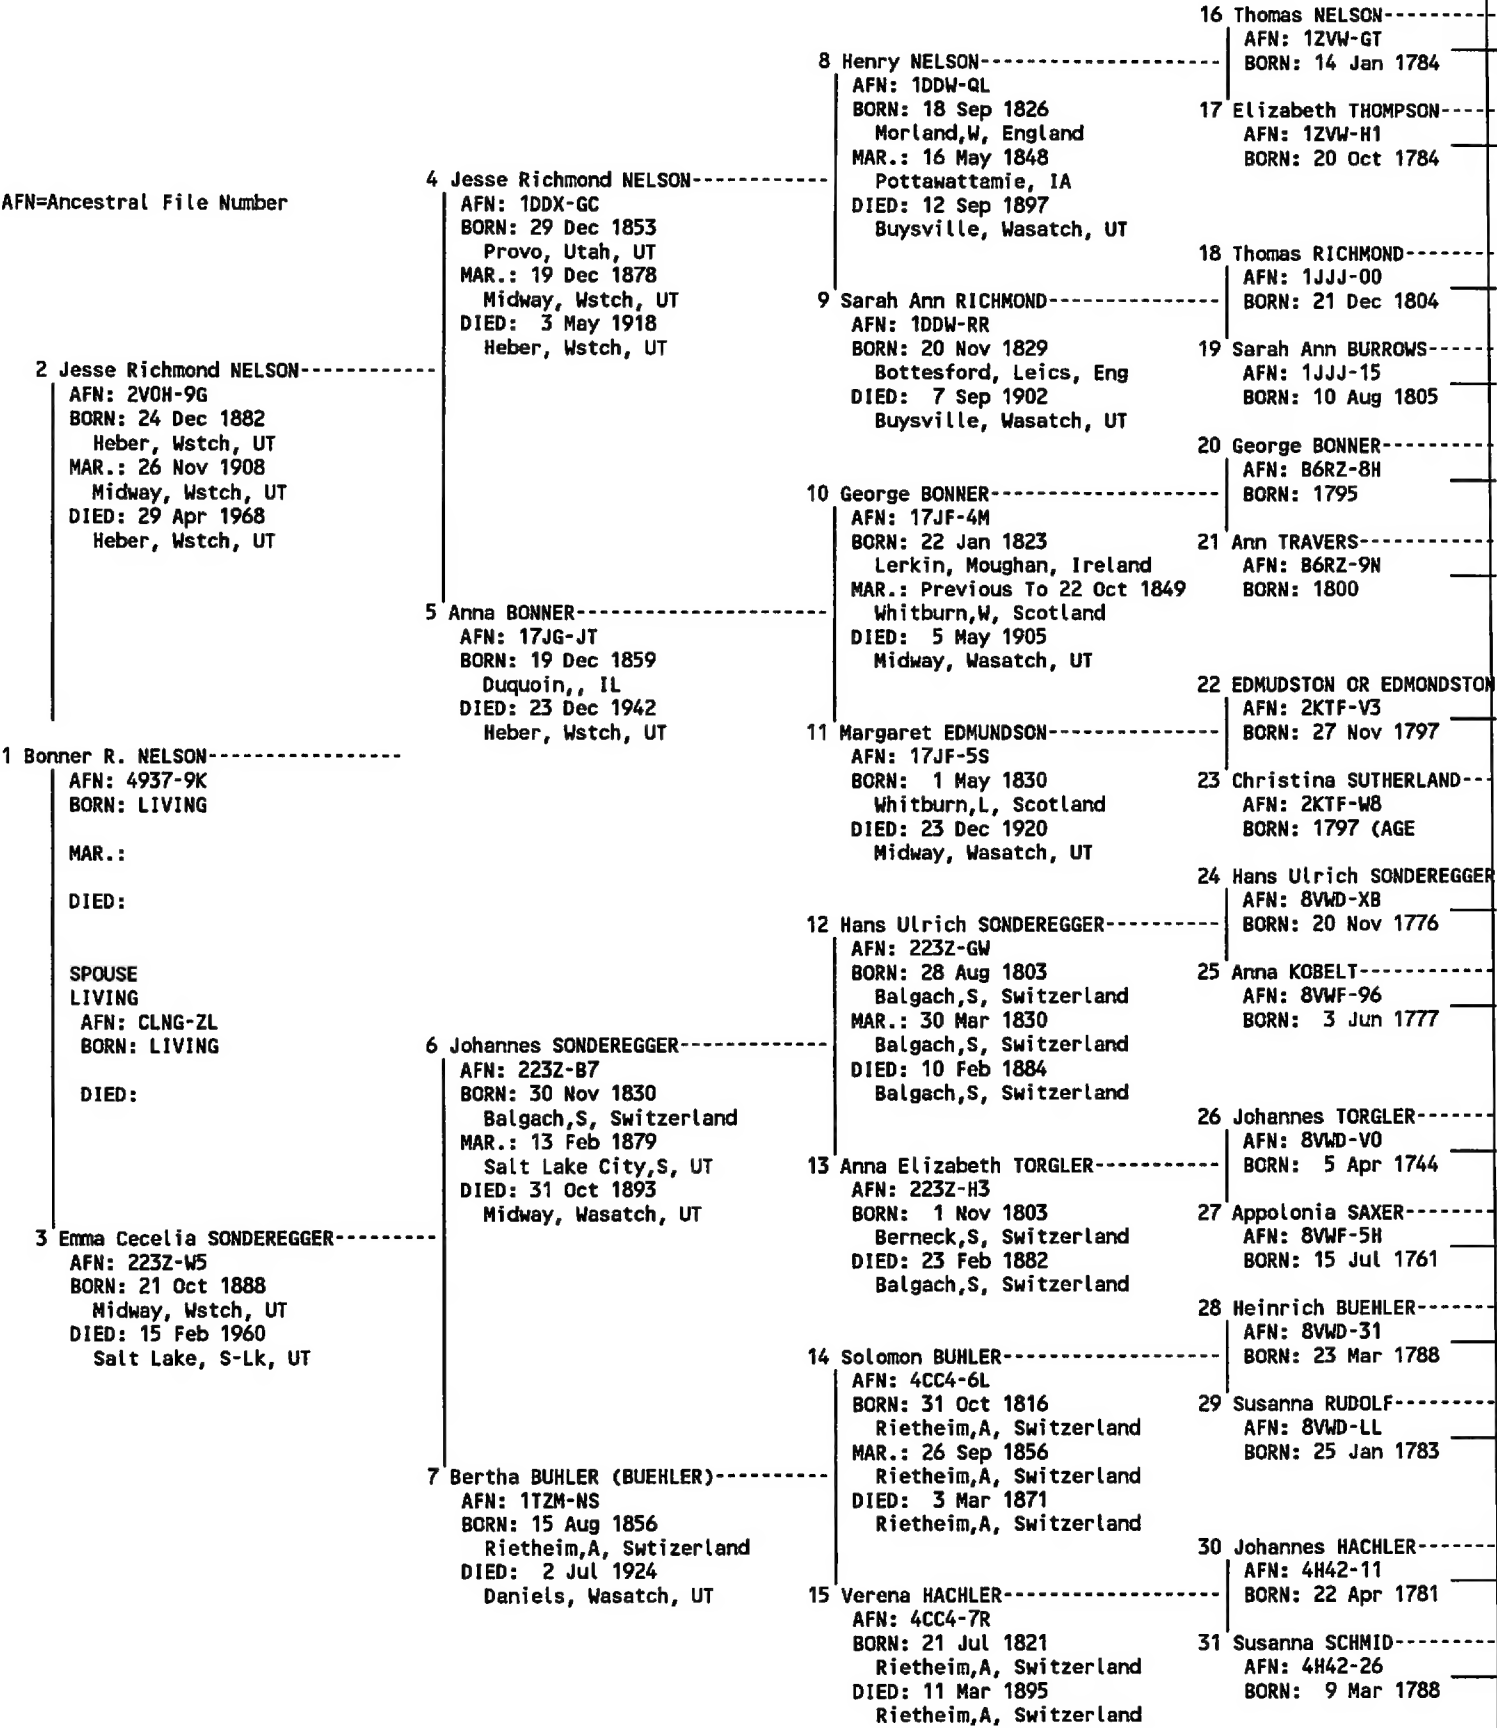 AFN=Ancestral File Number
1 Bonner R. NELSON----------------
AFN: 4937-9K
BORN: LIVING
MAR.:
DIED:
SPOUSE
LIVING
AFN: CLNG-ZL
BORN: LIVING
DIED:
2 Jesse Richmond NELSON-----------
AFN: 2V0H-9G
BORN: 24 Dec 1882
Heber, Wstch, UT
MAR.: 26 Nov 1908
Midway, Wstch, UT
DIED: 29 Apr 1968
Heber, Wstch, UT
3 Emma Cecelia SONDEREGGER---------
AFN: 223Z-W5
BORN: 21 Oct 1888
Midway, Wstch, UT
DIED: 15 Feb 1960
Salt Lake, S-Lk, UT
4 Jesse Richmond NELSON-----------
AFN: 1DDX-GC
BORN: 29 Dec 1853
Provo, Utah, UT
MAR.: 19 Dec 1878
Midway, Wstch, UT
DIED: 3 May 1918
Heber, Wstch, UT
5 Anna BONNER---------------------
AFN: 17JG-JT
BORN: 19 Dec 1859
Duquoin,, IL
DIED: 23 Dec 1942
Heber, Wstch, UT
6 Johannes SONDEREGGER------------
AFN: 223Z-B7
BORN: 30 Nov 1830
Balgach,S, Switzerland
MAR.: 13 Feb 1879
Salt Lake City,S, UT
DIED: 31 Oct 1893
Midway, Wasatch, UT
7 Bertha BUHLER (BUEHLER)----------
AFN: 1TZM-NS
BORN: 15 Aug 1856
Rietheim,A, Swtizerland
DIED: 2 Jul 1924
Daniels, Wasatch, UT
8 Henry NELSON--------------------
AFN: 1DDW-QL
BORN: 18 Sep 1826
Morland,W, England
MAR.: 16 May 1848
Pottawattamie, IA
DIED: 12 Sep 1897
Buysville, Wasatch, UT
9 Sarah Ann RICHMOND--------------
AFN: 1DDW-RR
BORN: 20 Nov 1829
Bottesford, Leics, Eng
DIED: 7 Sep 1902
Buysville, Wasatch, UT
10 George BONNER-------------------
AFN: 17JF-4M
BORN: 22 Jan 1823
Lerkin, Moughan, Ireland
MAR.: Previous To 22 Oct 1849
Whitburn,W, Scotland
DIED: 5 May 1905
Midway, Wasatch, UT
11 Margaret EDMUNDSON--------------
AFN: 17JF-5S
BORN: 1 May 1830
Whitburn,L, Scotland
DIED: 23 Dec 1920
Midway, Wasatch, UT
12 Hans Ulrich SONDEREGGER----------
AFN: 223Z-GW
BORN: 28 Aug 1803
Balgach,S, Switzerland
MAR.: 30 Mar 1830
Balgach,S, Switzerland
DIED: 10 Feb 1884
Balgach,S, Switzerland
13 Anna Elizabeth TORGLER-----------
AFN: 223Z-H3
BORN: 1 Nov 1803
Berneck,S, Switzerland
DIED: 23 Feb 1882
Balgach,S, Switzerland
14 Solomon BUHLER------------------
AFN: 4CC4-6L
BORN: 31 Oct 1816
Rietheim,A, Switzerland
MAR.: 26 Sep 1856
Rietheim,A, Switzerland
DIED: 3 Mar 1871
Rietheim,A, Switzerland
15 Verena HACHLER------------------
AFN: 4CC4-7R
BORN: 21 Jul 1821
Rietheim,A, Switzerland
DIED: 11 Mar 1895
Rietheim,A, Switzerland
16 Thomas NELSON---------
AFN: 1ZVW-GT
BORN: 14 Jan 1784
17 Elizabeth THOMPSON----
AFN: 1ZVW-H1
BORN: 20 Oct 1784
18 Thomas RICHMOND-------
AFN: 1JJJ-00
BORN: 21 Dec 1804
19 Sarah Ann BURROWS-----
AFN: 1JJJ-15
BORN: 10 Aug 1805
20 George BONNER---------
AFN: B6RZ-8H
BORN: 1795
21 Ann TRAVERS-----------
AFN: B6RZ-9N
BORN: 1800
22 EDMUDSTON OR EDMONDSTON
AFN: 2KTF-V3
BORN: 27 Nov 1797
23 Christina SUTHERLAND---
AFN: 2KTF-W8
BORN: 1797 (AGE
24 Hans Ulrich SONDEREGGER
AFN: 8VWD-XB
BORN: 20 Nov 1776
25 Anna KOBELT-----------
AFN: 8VWF-96
BORN: 3 Jun 1777
26 Johannes TORGLER------
AFN: 8VWD-V0
BORN: 5 Apr 1744
27 Appolonia SAXER-------
AFN: 8VWF-5H
BORN: 15 Jul 1761
28 Heinrich BUEHLER------
AFN: 8VWD-31
BORN: 23 Mar 1788
29 Susanna RUDOLF--------
AFN: 8VWD-LL
BORN: 25 Jan 1783
30 Johannes HACHLER------
AFN: 4H42-11
BORN: 22 Apr 1781
31 Susanna SCHMID--------
AFN: 4H42-26
BORN: 9 Mar 1788